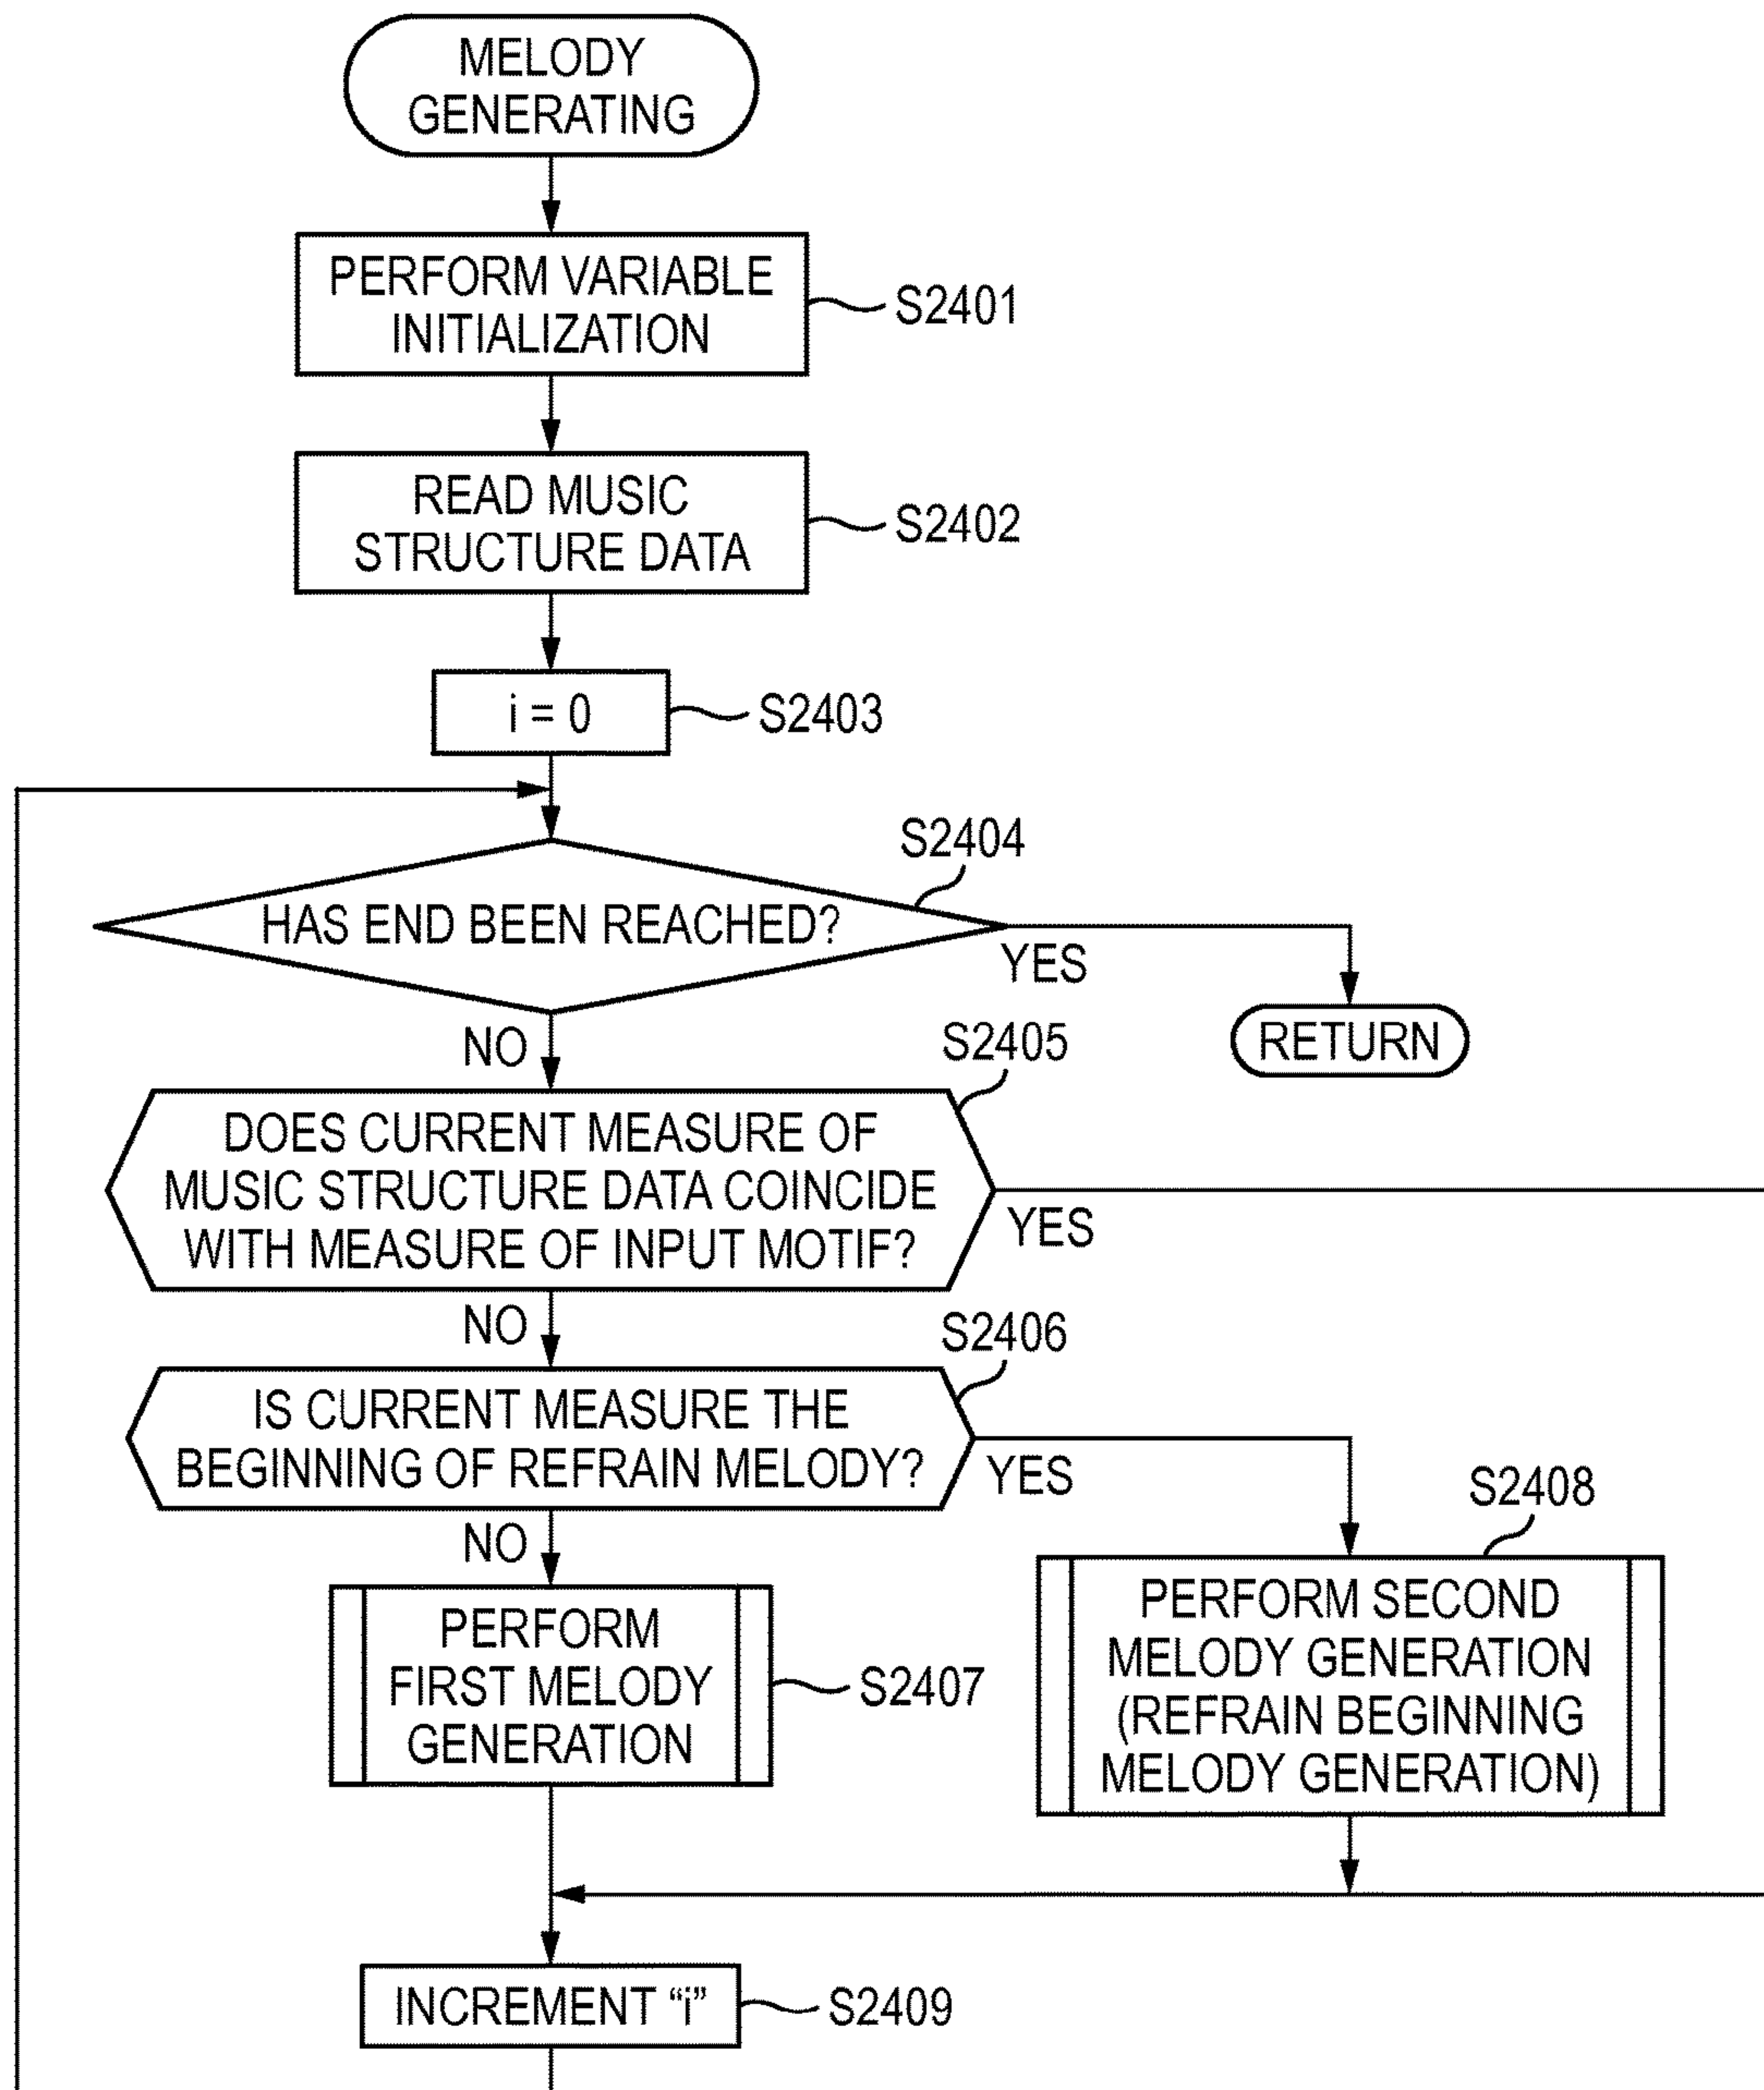 MELODY
GENERATING
PERFORM VARIABLE
INITIALIZATION
S2401
READ MUSIC
STRUCTURE DATA
S2402
i = 0
S2403
S2404
HAS END BEEN REACHED?
YES
RETURN
NO
S2405
DOES CURRENT MEASURE OF
MUSIC STRUCTURE DATA COINCIDE
WITH MEASURE OF INPUT MOTIF?
YES
NO
S2406
IS CURRENT MEASURE THE
BEGINNING OF REFRAIN MELODY?
YES
NO
S2408
PERFORM
FIRST MELODY
GENERATION
S2407
PERFORM SECOND
MELODY GENERATION
(REFRAIN BEGINNING
MELODY GENERATION)
INCREMENT “i”
S2409